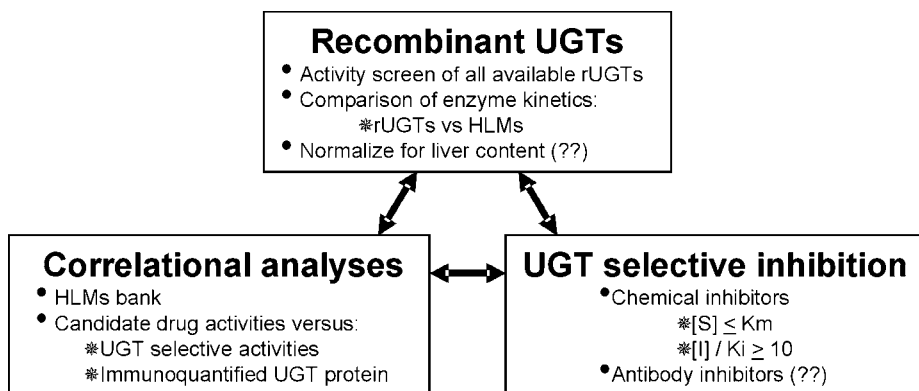 Recombinant UGTs
• Activity screen of all available rUGTs
• Comparison of enzyme kinetics:
✵rUGTs vs HLMs
• Normalize for liver content (??)
Correlational analyses
• HLMs bank
• Candidate drug activities versus:
✵UGT selective activities
✵Immunoquantified UGT protein
UGT selective inhibition
•Chemical inhibitors
✵[S] ≤ Km
✵[I] / Ki ≥ 10
•Antibody inhibitors (??)